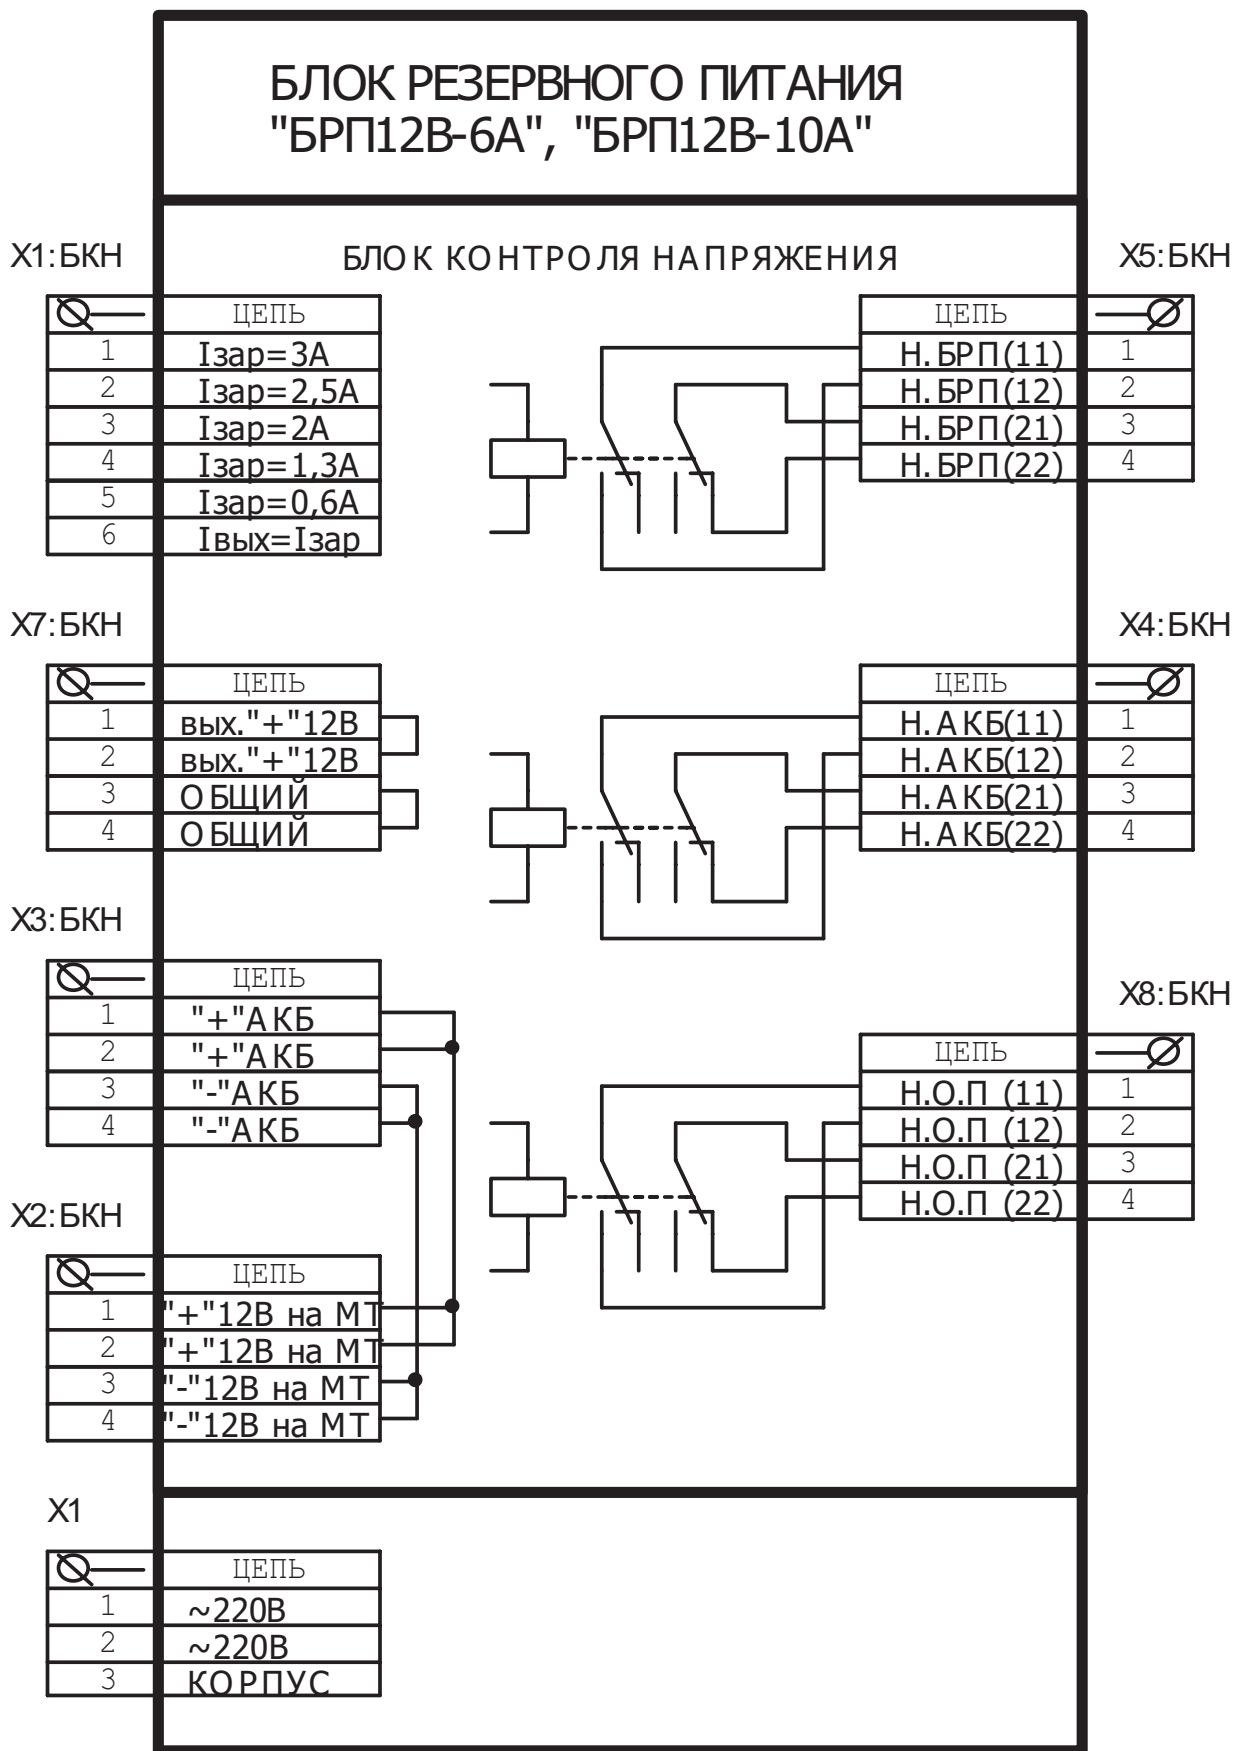 БЛОК РЕЗЕРВНОГО ПИТАНИЯ
"БРП12В-6А", "БРП12В-10А"
БЛОК КОНТРОЛЯ НАПРЯЖЕНИЯ
X1:БКН
ЦЕПЬ
1 Iзар=3А
2 Iзар=2,5А
3 Iзар=2А
4 Iзар=1,3А
5 Iзар=0,6А
6 Iвых=Iзар
X7:БКН
ЦЕПЬ
1 вых."+"12В
2 вых."+"12В
3 ОБЩИЙ
4 ОБЩИЙ
X3:БКН
ЦЕПЬ
1 "+"АКБ
2 "+"АКБ
3 "-"АКБ
4 "-"АКБ
X2:БКН
ЦЕПЬ
1 "+"12В на МТ
2 "+"12В на МТ
3 "-"12В на МТ
4 "-"12В на МТ
X1
ЦЕПЬ
1 ~220В
2 ~220В
3 КОРПУС
X5:БКН
ЦЕПЬ
Н.БРП(11) 1
Н.БРП(12) 2
Н.БРП(21) 3
Н.БРП(22) 4
X4:БКН
ЦЕПЬ
Н.АКБ(11) 1
Н.АКБ(12) 2
Н.АКБ(21) 3
Н.АКБ(22) 4
X8:БКН
ЦЕПЬ
Н.О.П (11) 1
Н.О.П (12) 2
Н.О.П (21) 3
Н.О.П (22) 4